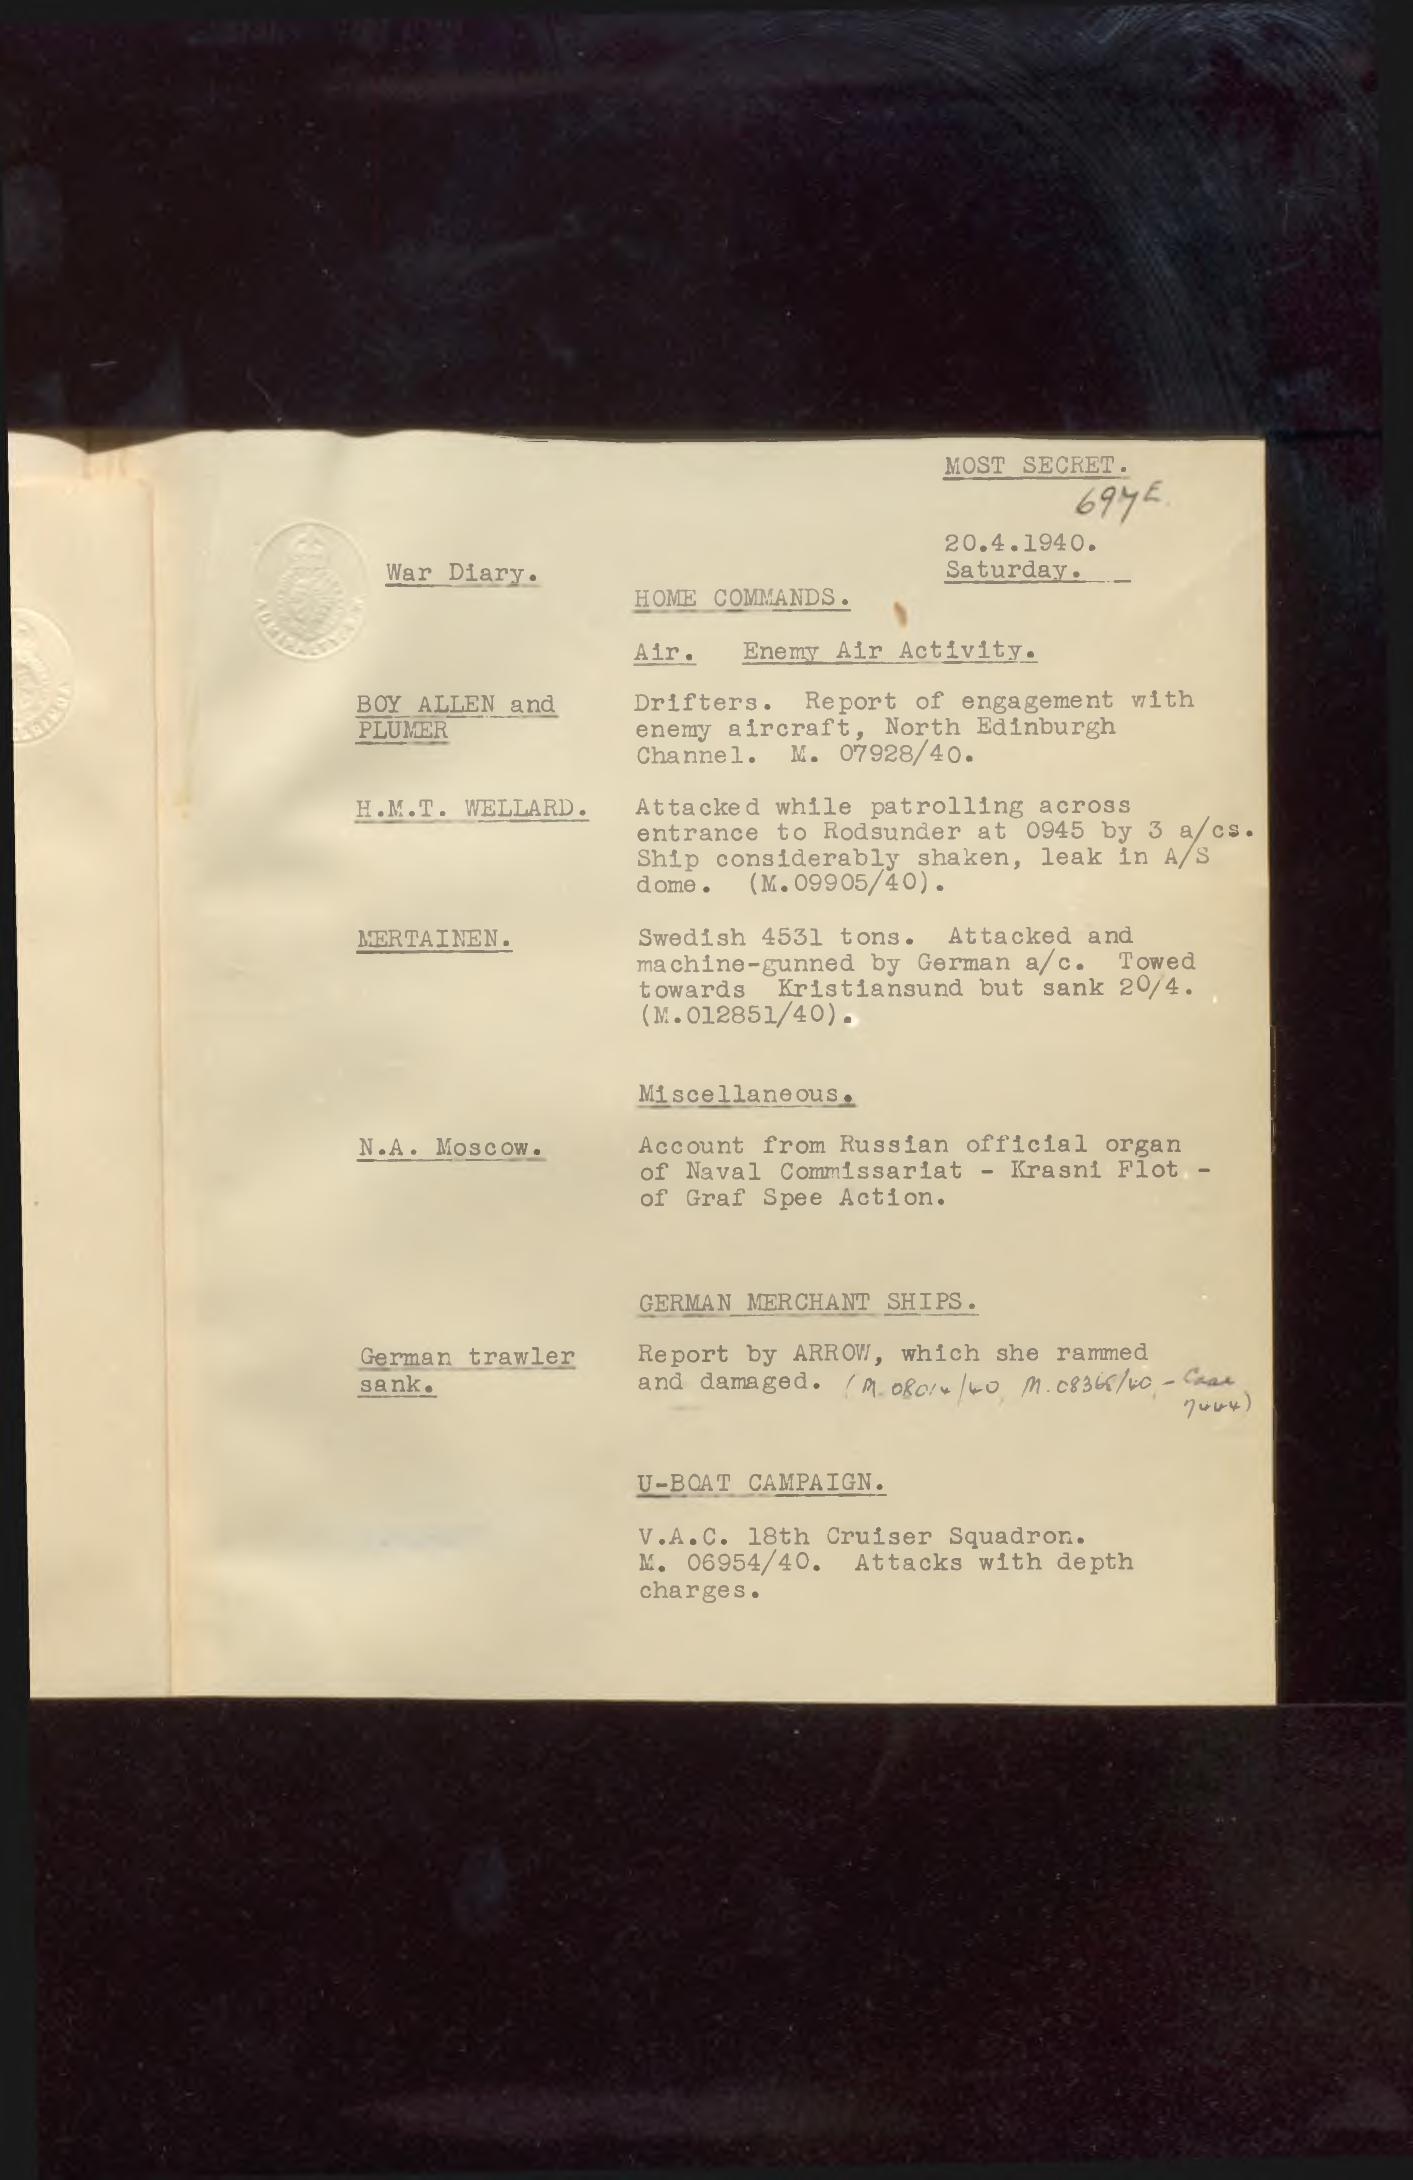 MOST SECRET.
697E.
20.4.1940.
Saturday.
War Diary.
HOME COMMANDS.
Air. Enemy Air Activity.
BOY ALLEN and
PLUMER
Drifters. Report of engagement with
enemy aircraft, North Edinburgh
Channel. M. 07928/40.
H.M.T. WELLARD.
Attacked while patrolling across
entrance to Rodsunder at 0945 by 3 a/cs.
Ship considerably shaken, leak in A/S
dome. (M.09905/40).
MERTAINEN.
Swedish 4531 tons. Attacked and
machine-gunned by German a/c. Towed
towards Kristiansund but sank 20/4.
(M.012851/40).
Miscellaneous.
N.A. Moscow.
Account from Russian official organ
of Naval Commissariat - Krasni Flot -
of Graf Spee Action.
GERMAN MERCHANT SHIPS.
German trawler
sank.
Report by ARROW, which she rammed
and damaged. (M. 08014/40, - Case
7444)
U-BOAT CAMPAIGN.
V.A.C. 18th Cruiser Squadron.
M. 06954/40. Attacks with depth
charges.